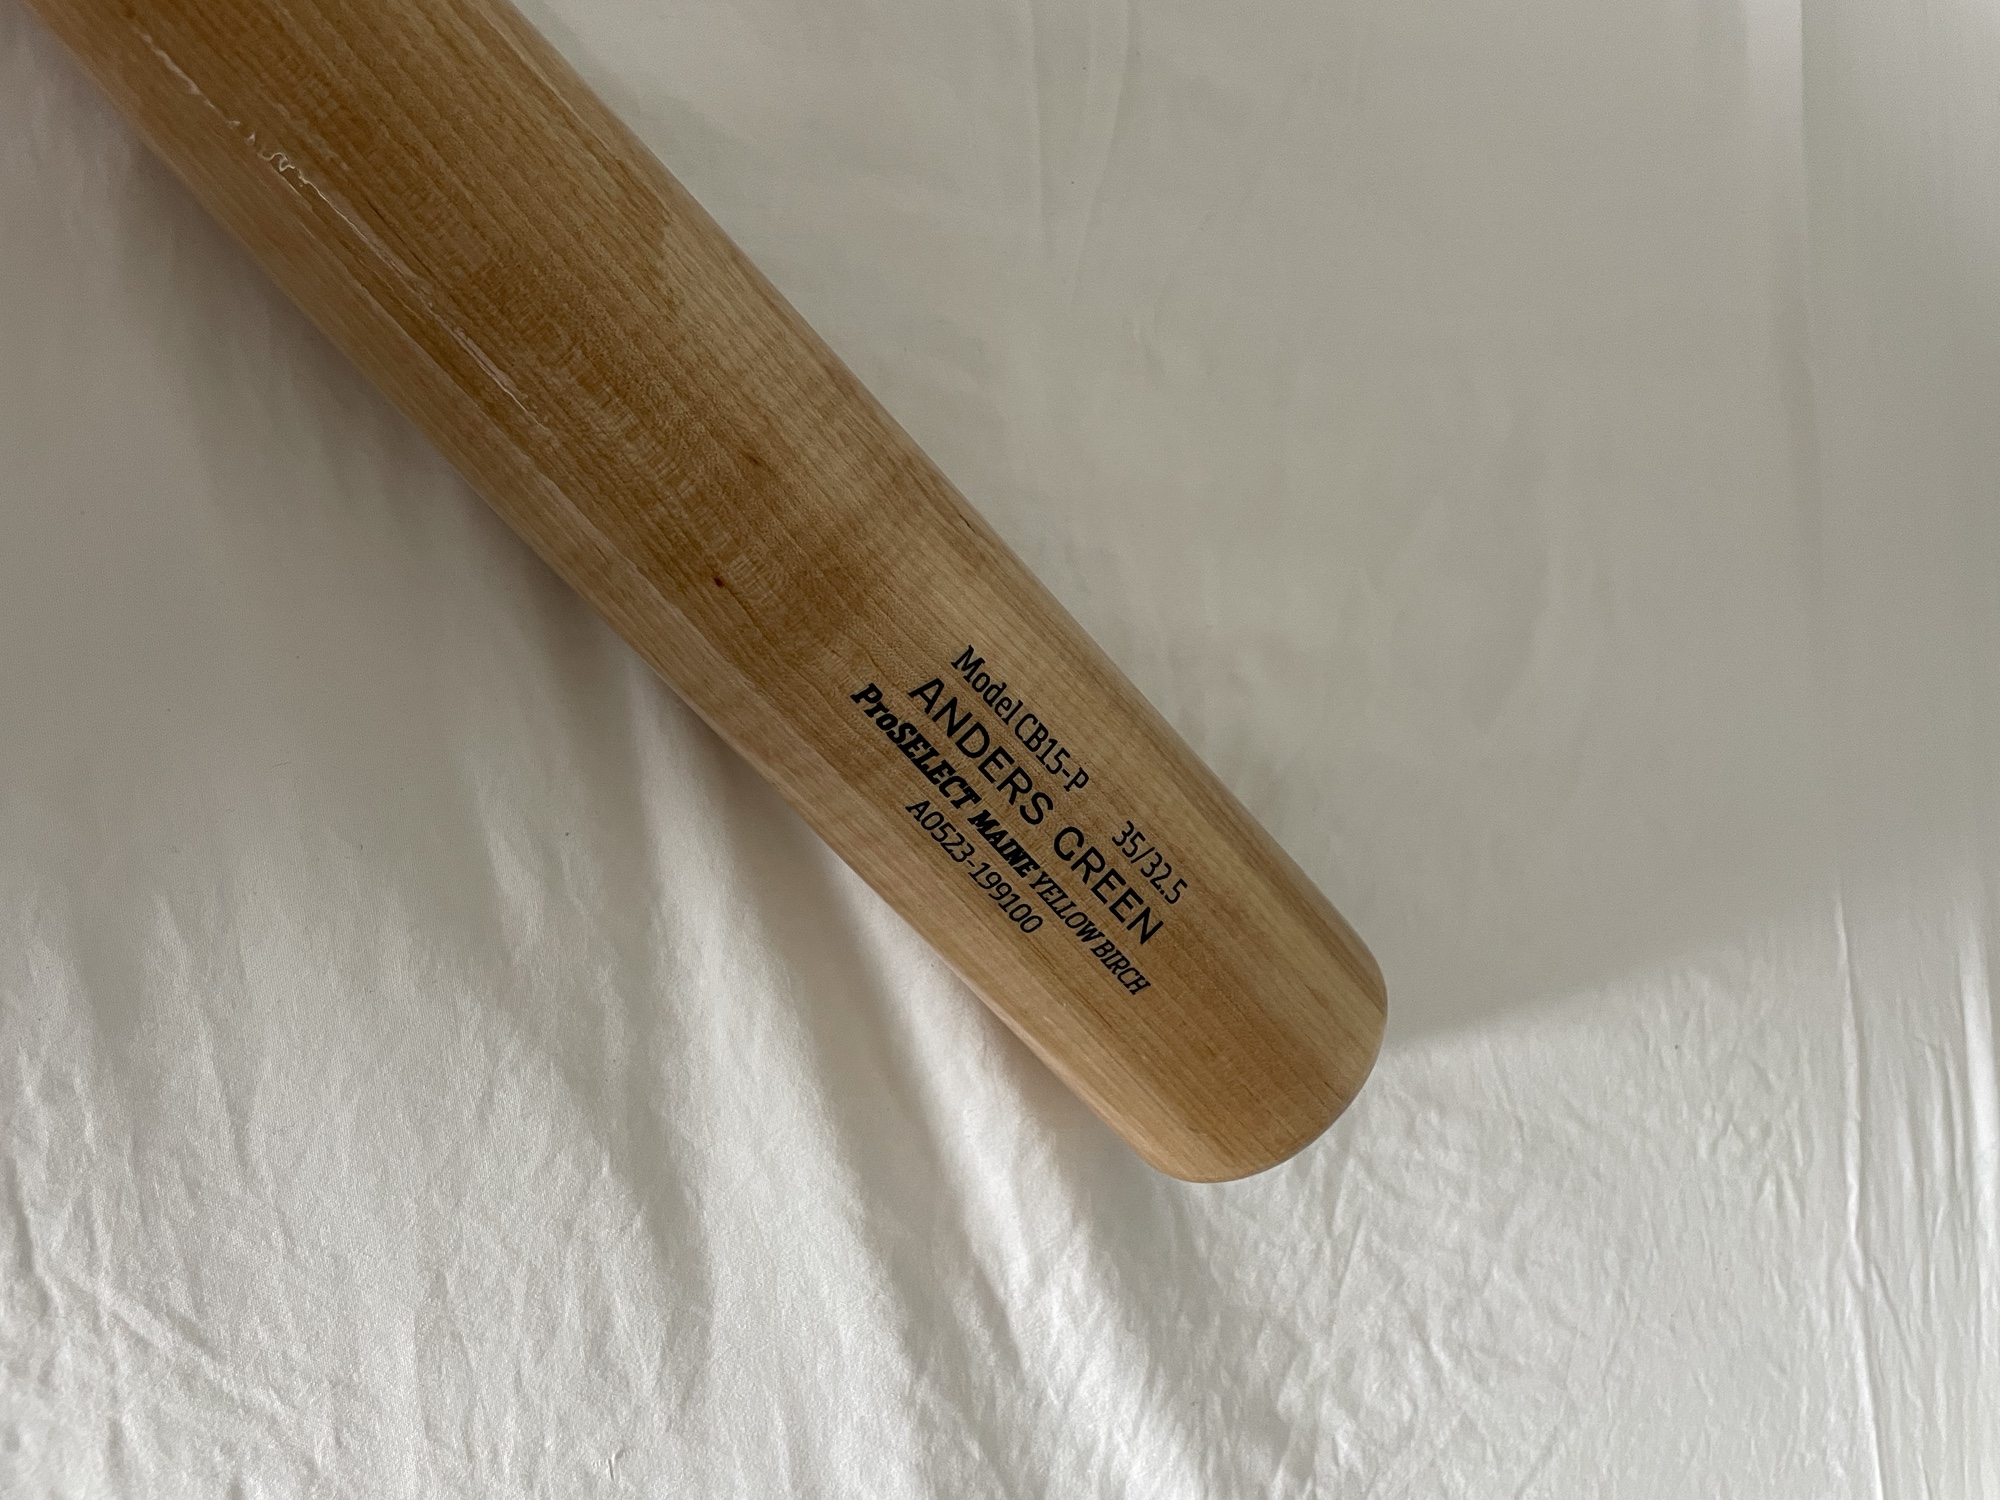 Model CB15-P 35/32.5
ANDERS GREEN
ProSELECT MAINE YELLOW BIRCH
A0523-199100